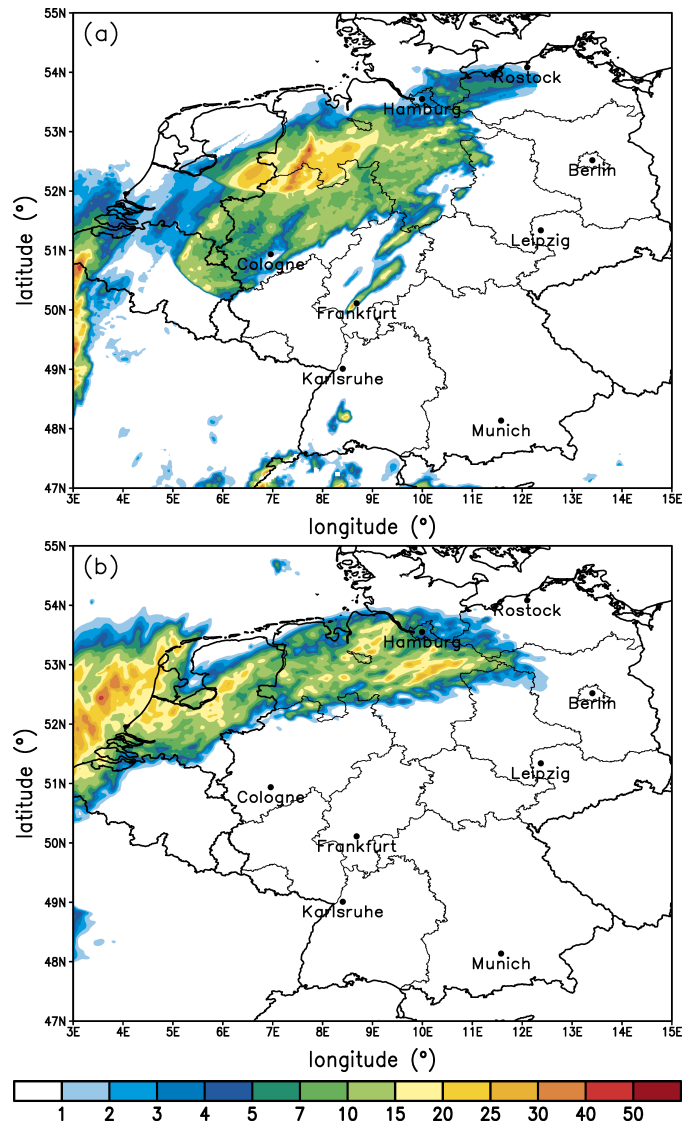 55N
(a)
54N
Rostock
Hamburg
53N
Berlin
52N
Leipzig
51N
Cologne
50N
Frankfurt
49N
Karlsruhe
48N
Munich
47N
3E 4E 5E 6E 7E 8E 9E 10E 11E 12E 13E 14E 15E
latitude (°)
longitude (°)
55N
(b)
54N
Rostock
Hamburg
53N
Berlin
52N
Leipzig
51N
Cologne
50N
Frankfurt
49N
Karlsruhe
48N
Munich
47N
3E 4E 5E 6E 7E 8E 9E 10E 11E 12E 13E 14E 15E
latitude (°)
longitude (°)
1 2 3 4 5 7 10 15 20 25 30 40 50